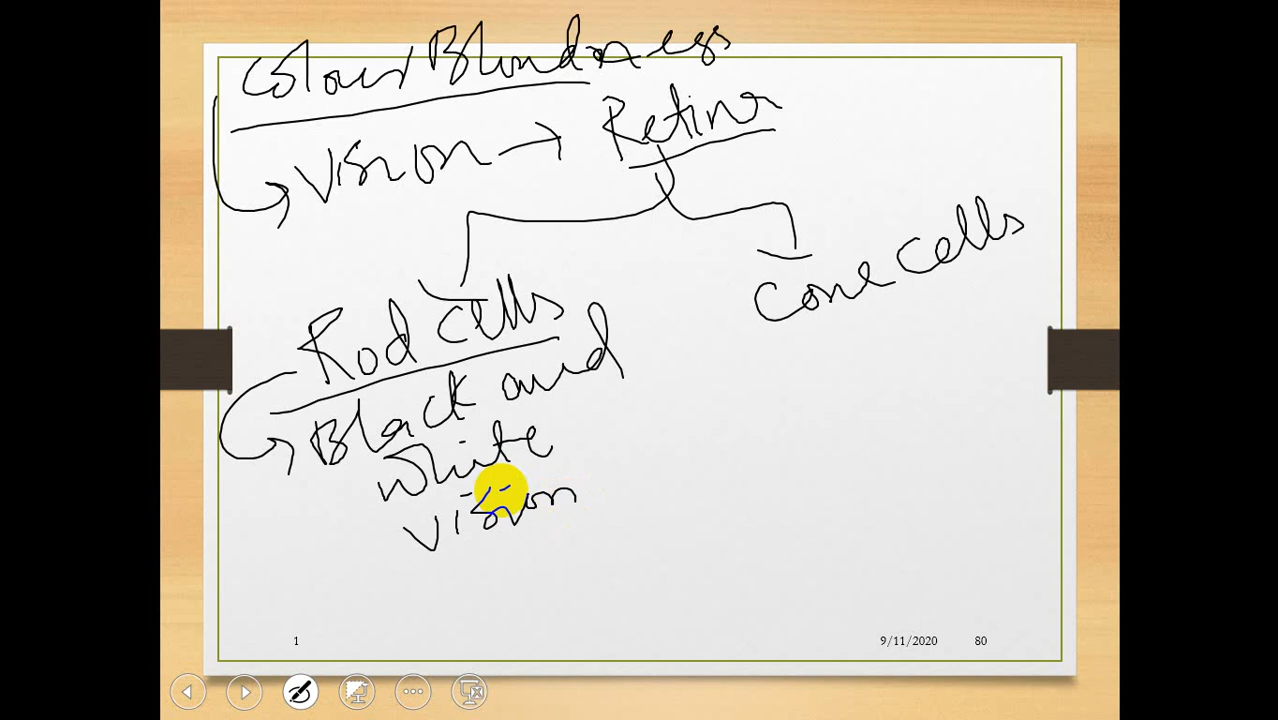 Colour Blindness
Vision → Retina
Rod cells
Cone cells
Black and
white
vision
1
9/11/2020
80